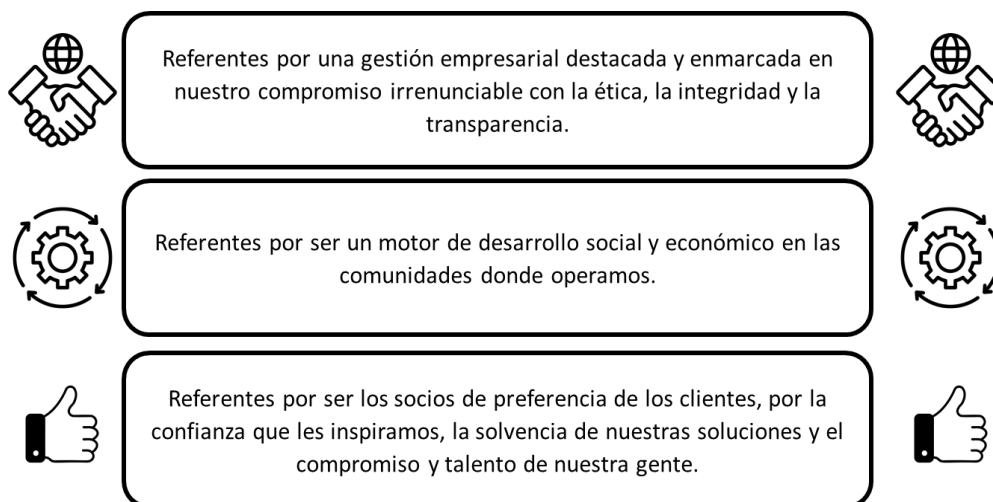 Referentes por una gestión empresarial destacada y enmarcada en
nuestro compromiso irrenunciable con la ética, la integridad y la
transparencia.
Referentes por ser un motor de desarrollo social y económico en las
comunidades donde operamos.
Referentes por ser los socios de preferencia de los clientes, por la
confianza que les inspiramos, la solvencia de nuestras soluciones y el
compromiso y talento de nuestra gente.